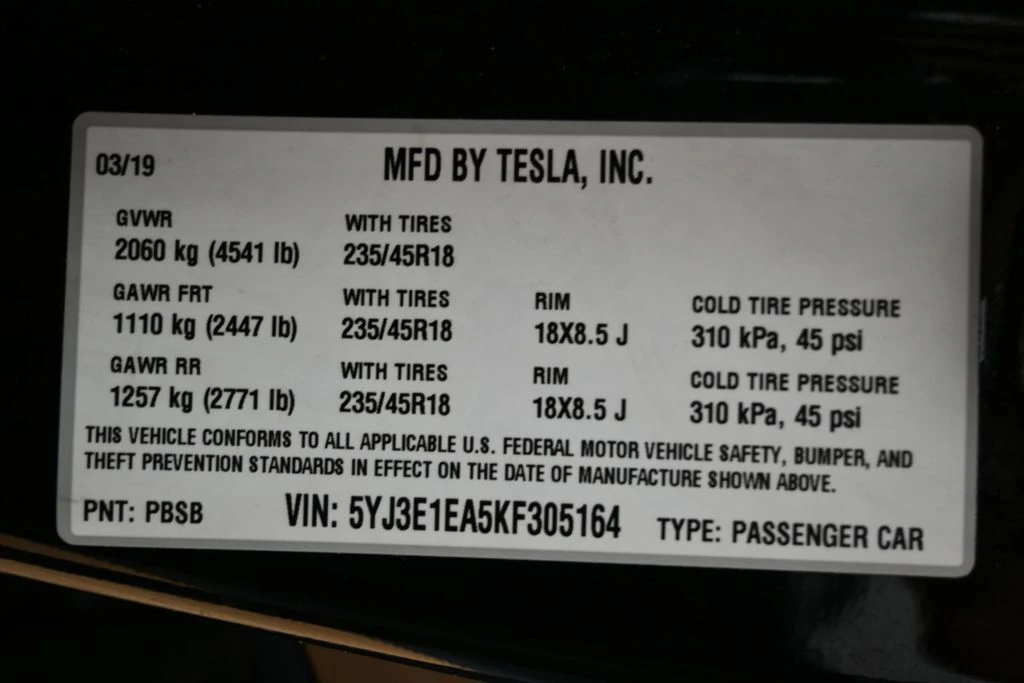 03/19 MFD BY TESLA, INC.
GVWR WITH TIRES
2060 kg (4541 lb) 235/45R18
GAWR FRT WITH TIRES RIM COLD TIRE PRESSURE
1110 kg (2447 lb) 235/45R18 18X8.5 J 310 kPa, 45 psi
GAWR RR WITH TIRES RIM COLD TIRE PRESSURE
1257 kg (2771 lb) 235/45R18 18X8.5 J 310 kPa, 45 psi
THIS VEHICLE CONFORMS TO ALL APPLICABLE U.S. FEDERAL MOTOR VEHICLE SAFETY, BUMPER, AND
THEFT PREVENTION STANDARDS IN EFFECT ON THE DATE OF MANUFACTURE SHOWN ABOVE.
PNT: PBSB VIN: 5YJ3E1EA5KF305164 TYPE: PASSENGER CAR